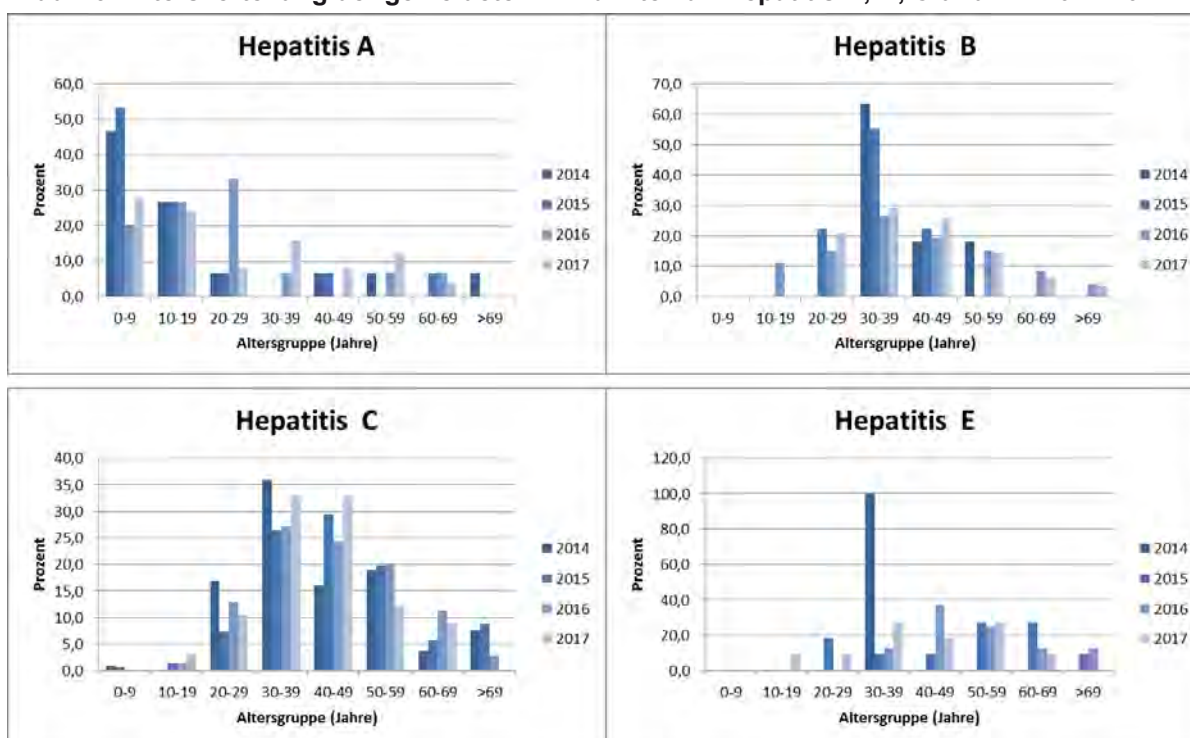 Hepatitis A
60,0
50,0
40,0
30,0
20,0
10,0
0,0
Prozent
0-9 10-19 20-29 30-39 40-49 50-59 60-69 >69
Altersgruppe (Jahre)
2014
2015
2016
2017
Hepatitis B
70,0
60,0
50,0
40,0
30,0
20,0
10,0
0,0
Prozent
0-9 10-19 20-29 30-39 40-49 50-59 60-69 >69
Altersgruppe (Jahre)
2014
2015
2016
2017
Hepatitis C
40,0
35,0
30,0
25,0
20,0
15,0
10,0
5,0
0,0
Prozent
0-9 10-19 20-29 30-39 40-49 50-59 60-69 >69
Altersgruppe (Jahre)
2014
2015
2016
2017
Hepatitis E
120,0
100,0
80,0
60,0
40,0
20,0
0,0
Prozent
0-9 10-19 20-29 30-39 40-49 50-59 60-69 >69
Altersgruppe (Jahre)
2014
2015
2016
2017